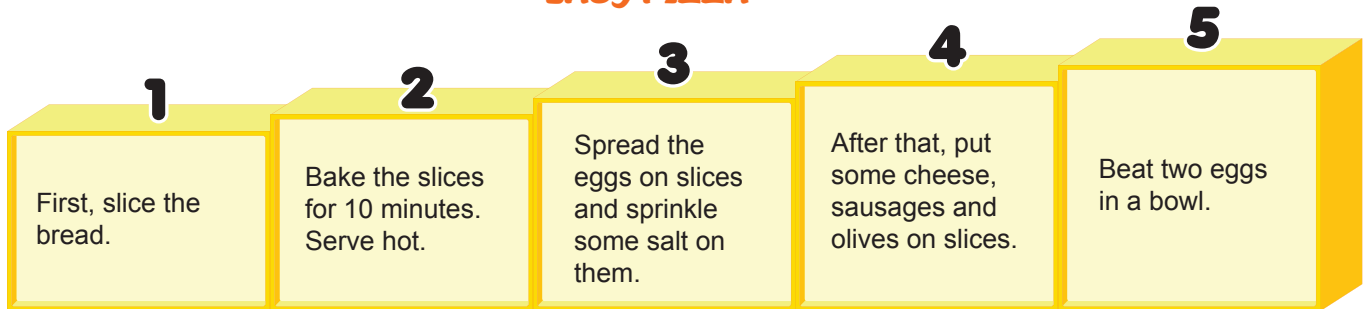 1
First, slice the
bread.
2
Bake the slices
for 10 minutes.
Serve hot.
3
Spread the
eggs on slices
and sprinkle
some salt on
them.
4
After that, put
some cheese,
sausages and
olives on slices.
5
Beat two eggs
in a bowl.